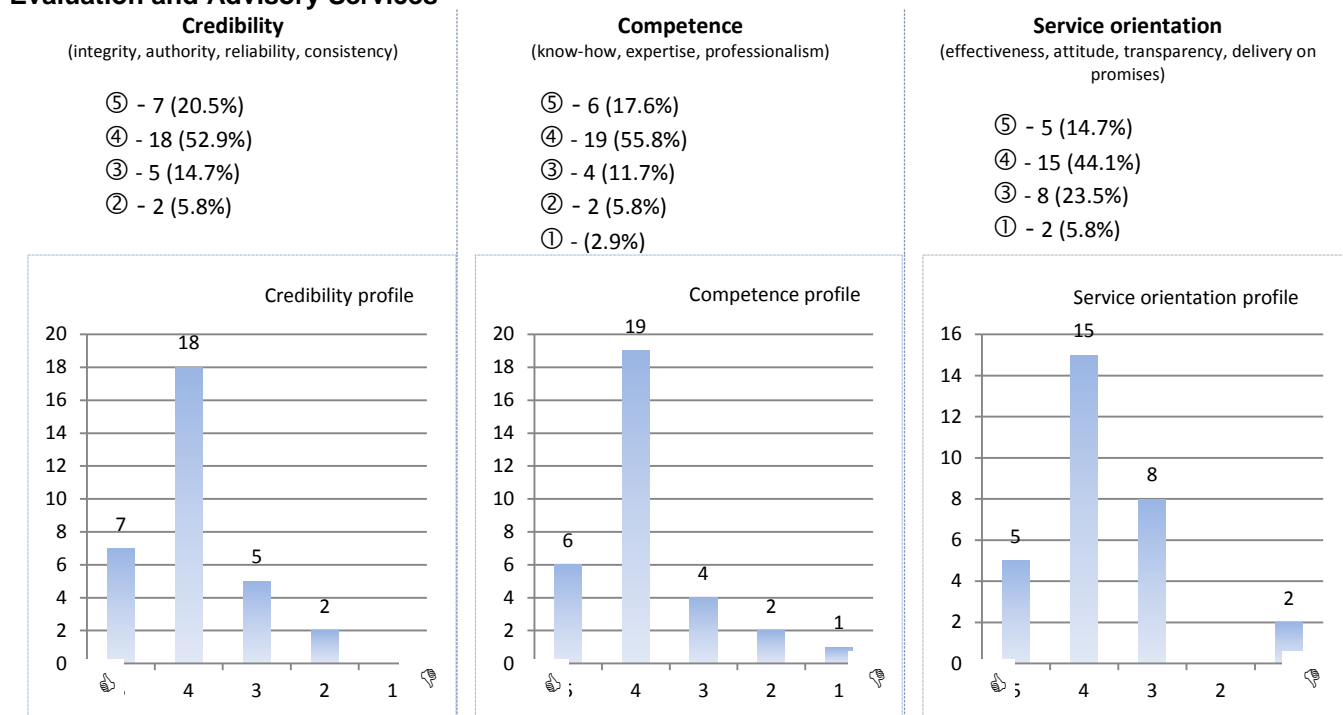 Evaluation and Advisory Services
Credibility
(integrity, authority, reliability, consistency)
⑤ - 7 (20.5%)
④ - 18 (52.9%)
③ - 5 (14.7%)
② - 2 (5.8%)
Competence
(know-how, expertise, professionalism)
⑤ - 6 (17.6%)
④ - 19 (55.8%)
③ - 4 (11.7%)
② - 2 (5.8%)
① - (2.9%)
Service orientation
(effectiveness, attitude, transparency, delivery on
promises)
⑤ - 5 (14.7%)
④ - 15 (44.1%)
③ - 8 (23.5%)
① - 2 (5.8%)
Credibility profile
20
18
16
14
12
10
8
6
4
2
0
7
18
5
2
4 3 2 1
Competence profile
20
18
16
14
12
10
8
6
4
2
0
6
19
4
2
1
4 3 2 1
Service orientation profile
16
14
12
10
8
6
4
2
0
5
15
8
2
5 4 3 2